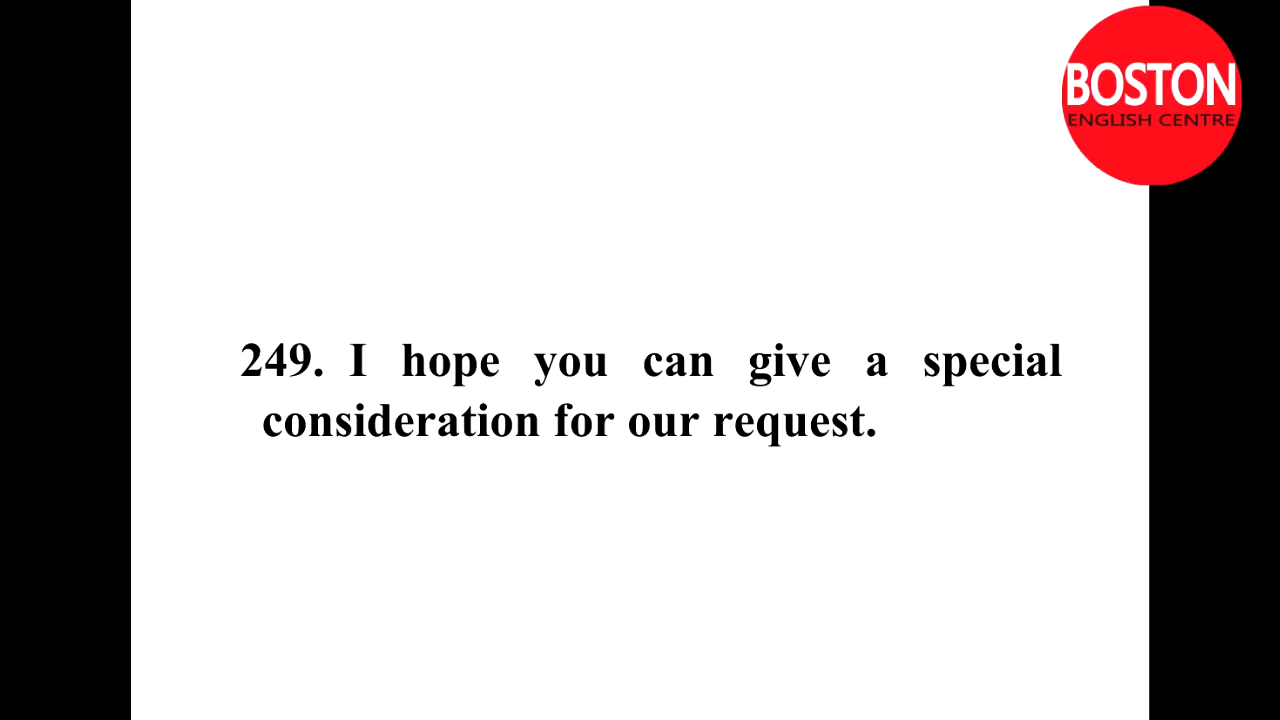 BOSTON
ENGLISH CENTRE
249. I hope you can give a special
consideration for our request.